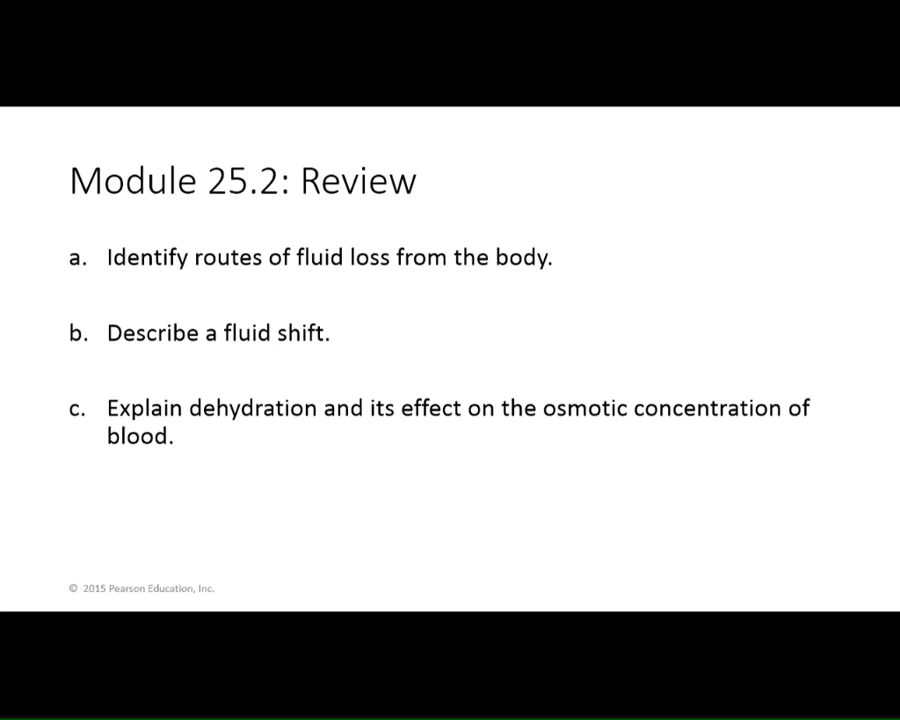 Module 25.2: Review
a. Identify routes of fluid loss from the body.
b. Describe a fluid shift.
c. Explain dehydration and its effect on the osmotic concentration of
blood.
© 2015 Pearson Education, Inc.